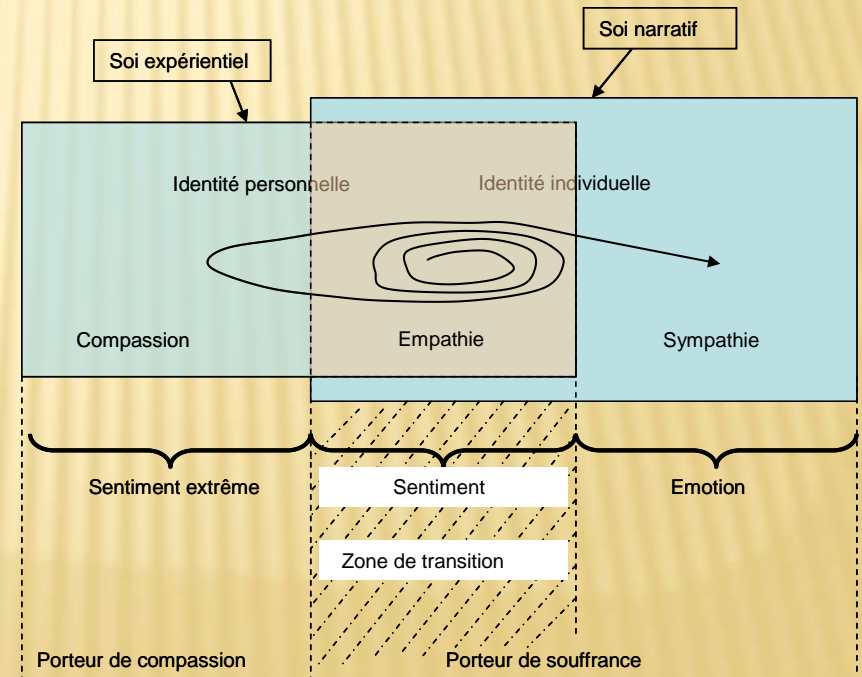 Soi narratif
Soi expérientiel
Identité personnelle
Identité individuelle
Compassion
Empathie
Sympathie
Sentiment extrême
Sentiment
Emotion
Zone de transition
Porteur de compassion
Porteur de souffrance